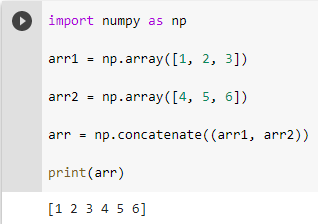 import numpy as np
arr1 = np.array([1, 2, 3])
arr2 = np.array([4, 5, 6])
arr = np.concatenate((arr1, arr2))
print(arr)
[1 2 3 4 5 6]